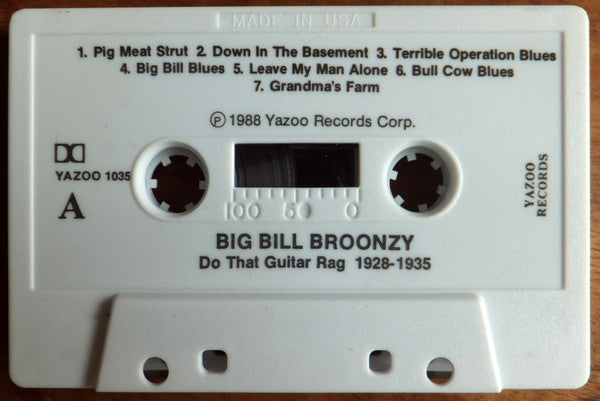 MADE IN USA
1. Pig Meat Strut 2. Down In The Basement 3. Terrible Operation Blues
4. Big Bill Blues 5. Leave My Man Alone 6. Bull Cow Blues
7. Grandma's Farm
℗ 1988 Yazoo Records Corp.
YAZOO 1035
A
100 50 0
YAZOO
RECORDS
BIG BILL BROONZY
Do That Guitar Rag 1928-1935